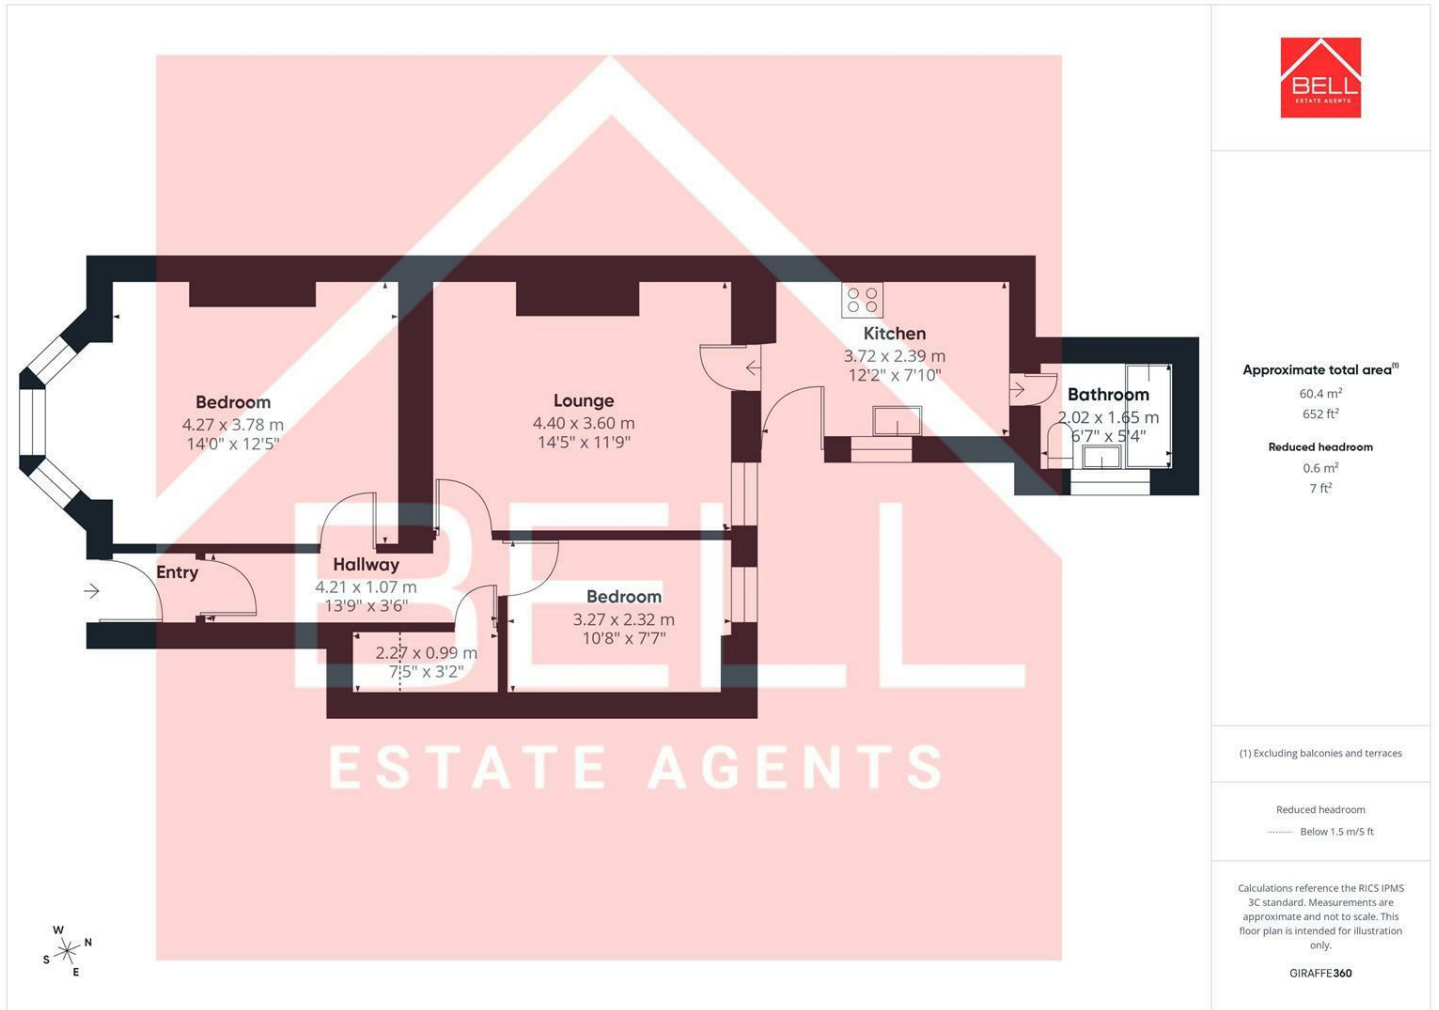 BELL
ESTATE AGENTS
Bedroom
4.27 x 3.78 m
14'0" x 12'5"
Lounge
4.40 x 3.60 m
14'5" x 11'9"
Kitchen
3.72 x 2.39 m
12'2" x 7'10"
Bathroom
2.02 x 1.65 m
6'7" x 5'4"
Entry
Hallway
4.21 x 1.07 m
13'9" x 3'6"
Bedroom
3.27 x 2.32 m
10'8" x 7'7"
2.27 x 0.99 m
7'5" x 3'2"
BELL
ESTATE AGENTS
W
N
S
E
Approximate total area(1)
60.4 m²
652 ft²
Reduced headroom
0.6 m²
7 ft²
(1) Excluding balconies and terraces
Reduced headroom
Below 1.5 m/5 ft
Calculations reference the RICS IPMS
3C standard. Measurements are
approximate and not to scale. This
floor plan is intended for illustration
only.
GIRAFFE360